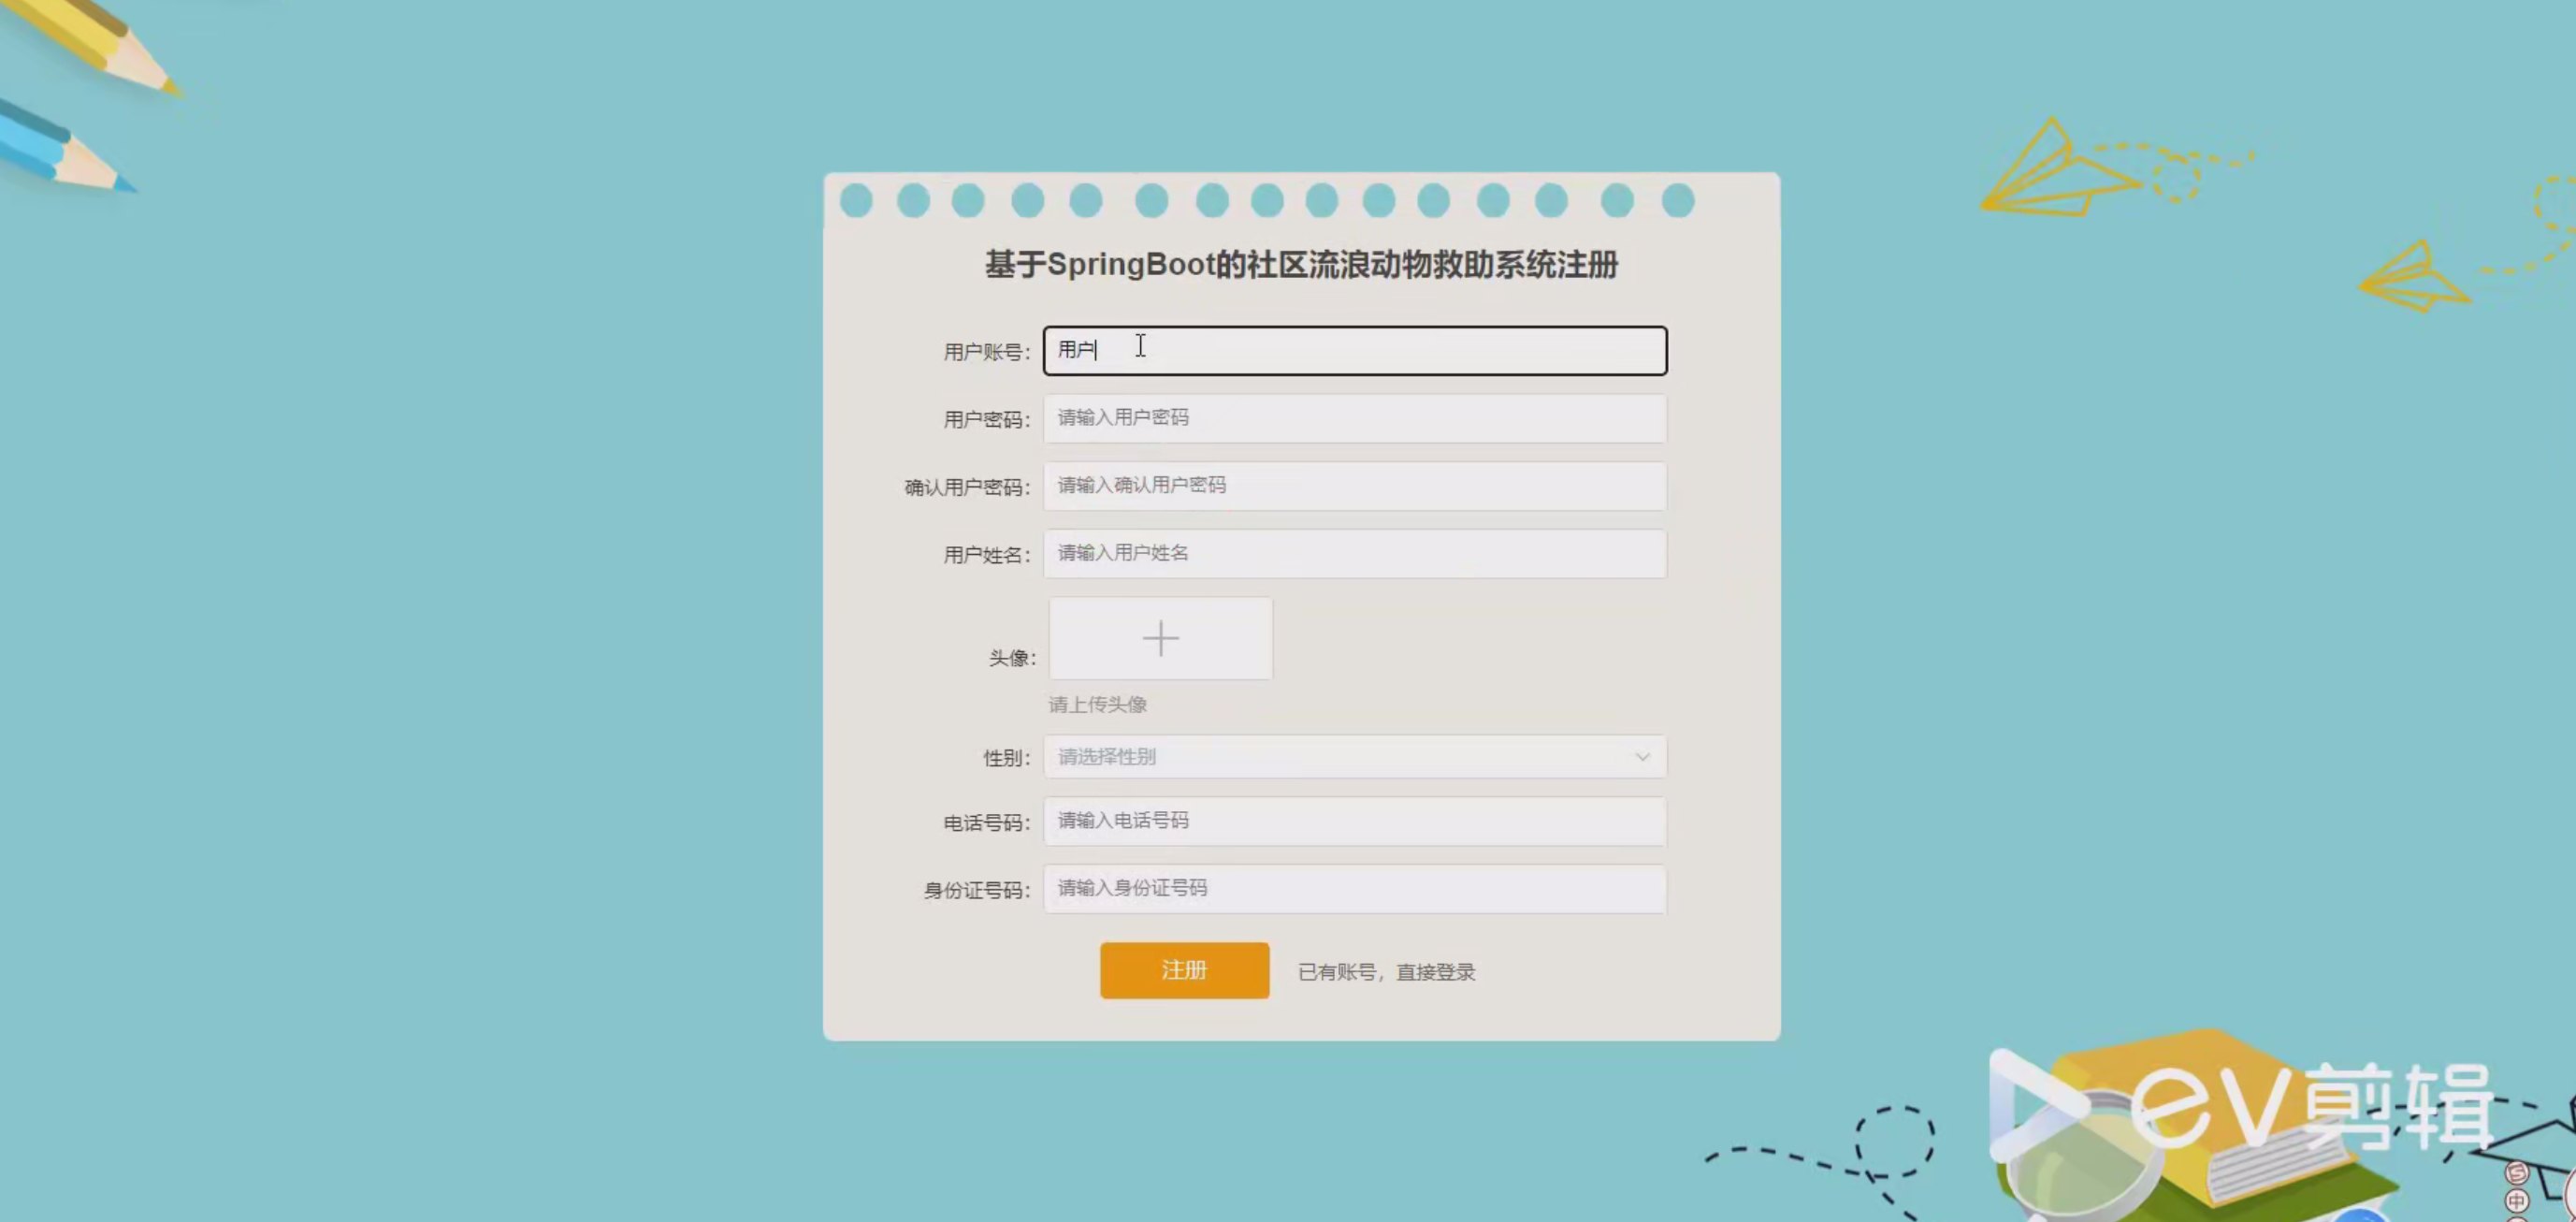 基于SpringBoot的社区流浪动物救助系统注册
用户账号： 用户
用户密码： 请输入用户密码
确认用户密码： 请输入确认用户密码
用户姓名： 请输入用户姓名
头像：
请上传头像
性别： 请选择性别
电话号码： 请输入电话号码
身份证号码： 请输入身份证号码
注册 已有账号，直接登录
ev剪辑
中